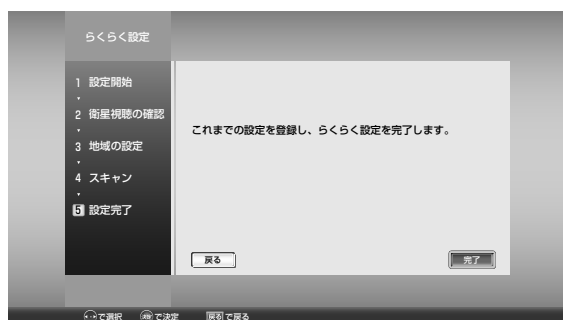 らくらく設定
1 設定開始
2 衛星視聴の確認
3 地域の設定
4 スキャン
5 設定完了
これまでの設定を登録し、らくらく設定を完了します。
戻る 完了
で選択 決定で決定 戻るで戻る